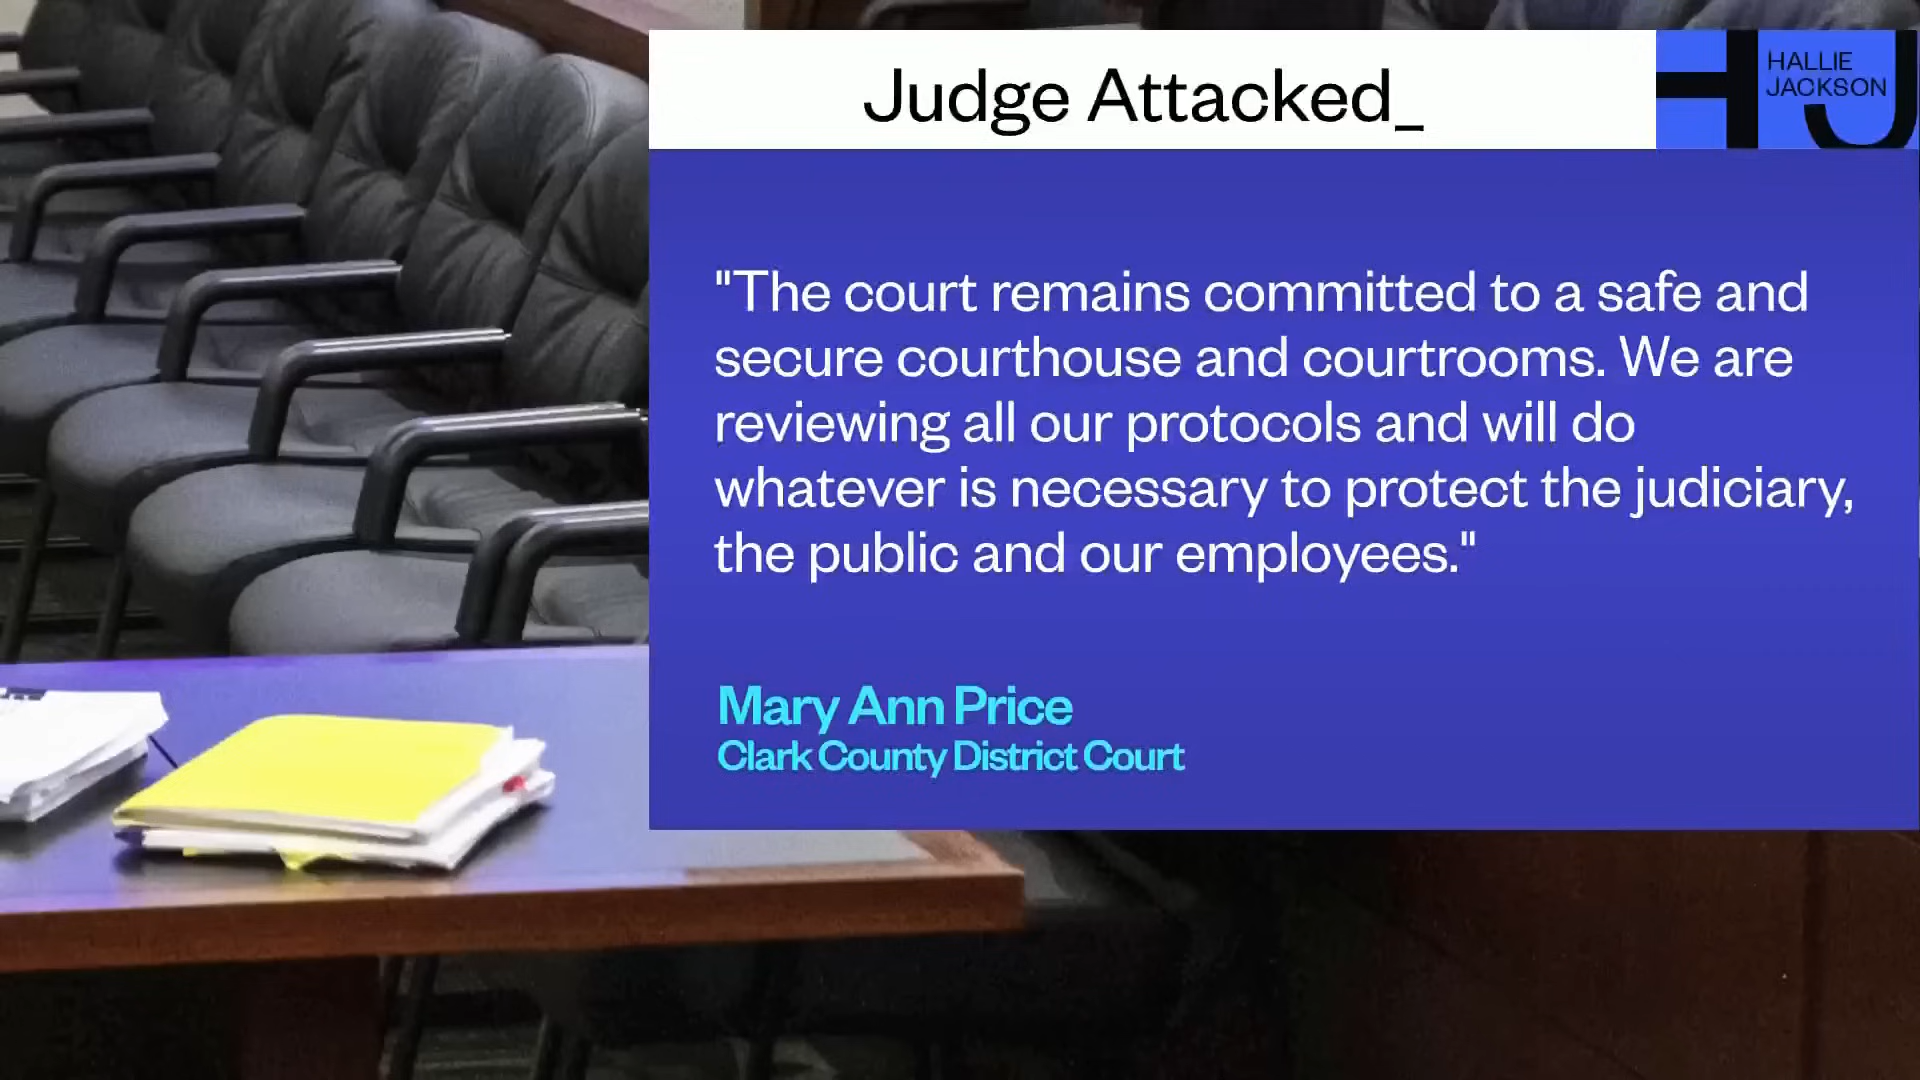 Judge Attacked_
HALLIE
JACKSON
"The court remains committed to a safe and
secure courthouse and courtrooms. We are
reviewing all our protocols and will do
whatever is necessary to protect the judiciary,
the public and our employees."
Mary Ann Price
Clark County District Court